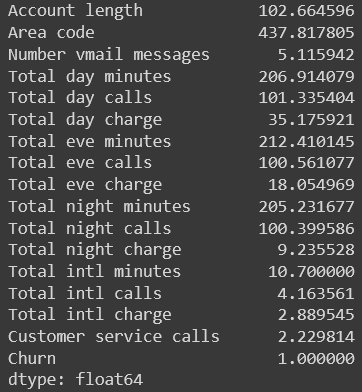 Account length 102.664596
Area code 437.817805
Number vmail messages 5.115942
Total day minutes 206.914079
Total day calls 101.335404
Total day charge 35.175921
Total eve minutes 212.410145
Total eve calls 100.561077
Total eve charge 18.054969
Total night minutes 205.231677
Total night calls 100.399586
Total night charge 9.235528
Total intl minutes 10.700000
Total intl calls 4.163561
Total intl charge 2.889545
Customer service calls 2.229814
Churn 1.000000
dtype: float64